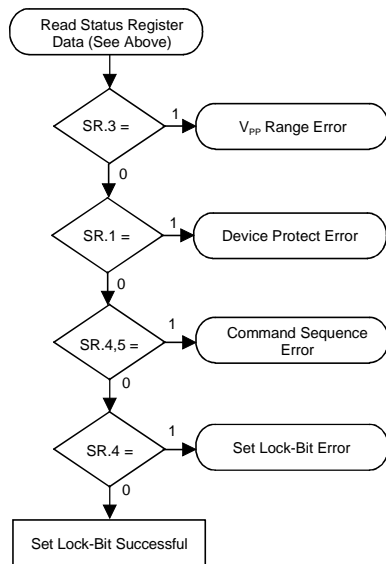 Read Status Register
Data (See Above)
SR.3 =
1
V_PP Range Error
0
SR.1 =
1
Device Protect Error
0
SR.4,5 =
1
Command Sequence
Error
0
SR.4 =
1
Set Lock-Bit Error
0
Set Lock-Bit Successful